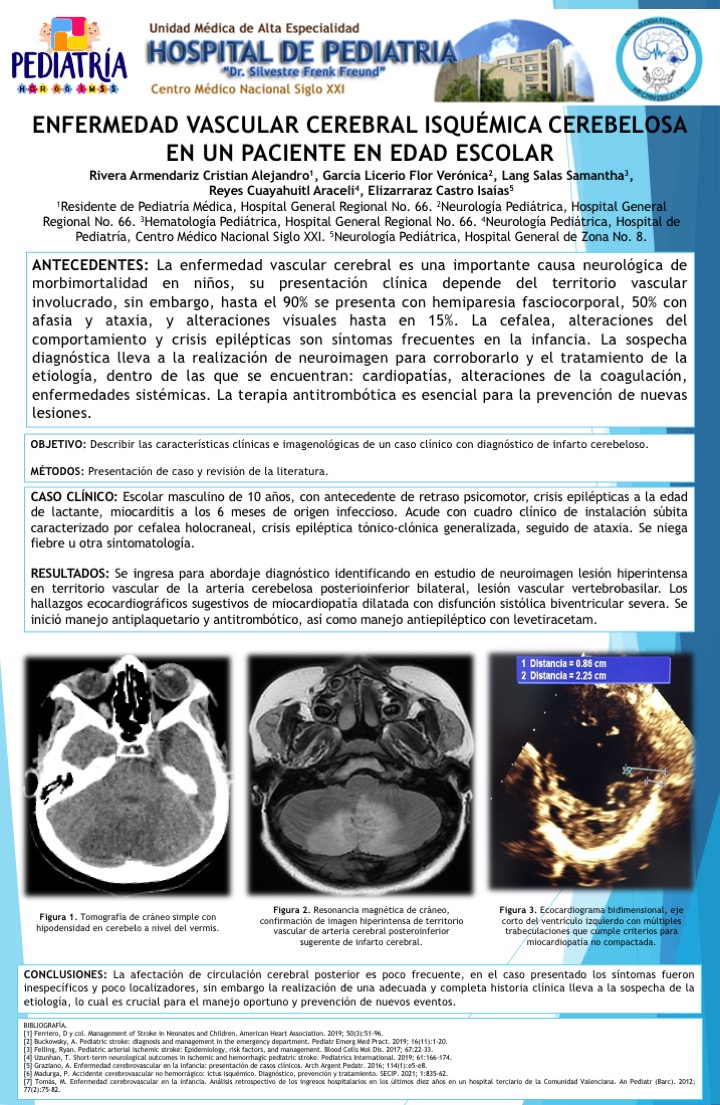 PEDIATRÍA
HGR 66 IMSS
Unidad Médica de Alta Especialidad
HOSPITAL DE PEDIATRIA
“Dr. Silvestre Frenk Freund”
Centro Médico Nacional Siglo XXI
NEUROLOGÍA PEDIÁTRICA
HP CMN SIGLO XXI
ENFERMEDAD VASCULAR CEREBRAL ISQUÉMICA CEREBELOSA
EN UN PACIENTE EN EDAD ESCOLAR
Rivera Armendariz Cristian Alejandro¹, García Licerio Flor Verónica², Lang Salas Samantha³,
Reyes Cuayahuitl Araceli⁴, Elizarraraz Castro Isaías⁵
¹Residente de Pediatría Médica, Hospital General Regional No. 66. ²Neurología Pediátrica, Hospital General
Regional No. 66. ³Hematología Pediátrica, Hospital General Regional No. 66. ⁴Neurología Pediátrica, Hospital de
Pediatría, Centro Médico Nacional Siglo XXI. ⁵Neurología Pediátrica, Hospital General de Zona No. 8.
ANTECEDENTES: La enfermedad vascular cerebral es una importante causa neurológica de
morbimortalidad en niños, su presentación clínica depende del territorio vascular
involucrado, sin embargo, hasta el 90% se presenta con hemiparesia fasciocorporal, 50% con
afasia y ataxia, y alteraciones visuales hasta en 15%. La cefalea, alteraciones del
comportamiento y crisis epilépticas son síntomas frecuentes en la infancia. La sospecha
diagnóstica lleva a la realización de neuroimagen para corroborarlo y el tratamiento de la
etiología, dentro de las que se encuentran: cardiopatías, alteraciones de la coagulación,
enfermedades sistémicas. La terapia antitrombótica es esencial para la prevención de nuevas
lesiones.
OBJETIVO: Describir las características clínicas e imagenológicas de un caso clínico con diagnóstico de infarto cerebeloso.
MÉTODOS: Presentación de caso y revisión de la literatura.
CASO CLÍNICO: Escolar masculino de 10 años, con antecedente de retraso psicomotor, crisis epilépticas a la edad
de lactante, miocarditis a los 6 meses de origen infeccioso. Acude con cuadro clínico de instalación súbita
caracterizado por cefalea holocraneal, crisis epiléptica tónico-clónica generalizada, seguido de ataxia. Se niega
fiebre u otra sintomatología.
RESULTADOS: Se ingresa para abordaje diagnóstico identificando en estudio de neuroimagen lesión hiperintensa
en territorio vascular de la arteria cerebelosa posterioinferior bilateral, lesión vascular vertebrobasilar. Los
hallazgos ecocardiográficos sugestivos de miocardiopatía dilatada con disfunción sistólica biventricular severa. Se
inició manejo antiplaquetario y antitrombótico, así como manejo antiepiléptico con levetiracetam.
1 Distancia = 0.86 cm
2 Distancia = 2.25 cm
Figura 1. Tomografía de cráneo simple con
hipodensidad en cerebelo a nivel del vermis.
Figura 2. Resonancia magnética de cráneo,
confirmación de imagen hiperintensa de territorio
vascular de arteria cerebral posteroinferior
sugerente de infarto cerebral.
Figura 3. Ecocardiograma bidimensional, eje
corto del ventrículo izquierdo con múltiples
trabeculaciones que cumple criterios para
miocardiopatía no compactada.
CONCLUSIONES: La afectación de circulación cerebral posterior es poco frecuente, en el caso presentado los síntomas fueron
inespecíficos y poco localizadores, sin embargo la realización de una adecuada y completa historia clínica lleva a la sospecha de la
etiología, lo cual es crucial para el manejo oportuno y prevención de nuevos eventos.
BIBLIOGRAFÍA.
[1] Ferriero, D y col. Management of Stroke in Neonates and Children. American Heart Association. 2019; 50(3):51-96.
[2] Buckowsky, A. Pediatric stroke: diagnosis and management in the emergency department. Pediatr Emerg Med Pract. 2019; 16(11):1-20.
[3] Felling, Ryan. Pediatric arterial ischemic stroke: Epidemiology, risk factors, and management. Blood Cells Mol Dis. 2017; 67:22-33.
[4] Uzunhan, T. Short-term neurological outcomes in ischemic and hemorrhagic pediatric stroke. Pediatrics International. 2019; 61:166-174.
[5] Graziano, A. Enfermedad cerebrovascular en la infancia: presentación de casos clínicos. Arch Argent Pediatr. 2016; 114(1):e5-e8.
[6] Madurga, P. Accidente cerebrovascular no hemorrágico: ictus isquémico. Diagnóstico, prevención y tratamiento. SECIP. 2021; 1:835-62.
[7] Tomás, M. Enfermedad cerebrovascular en la infancia. Análisis retrospectivo de los ingresos hospitalarios en los últimos diez años en un hospital terciario de la Comunidad Valenciana. An Pediatr (Barc). 2012;
77(2):75-82.